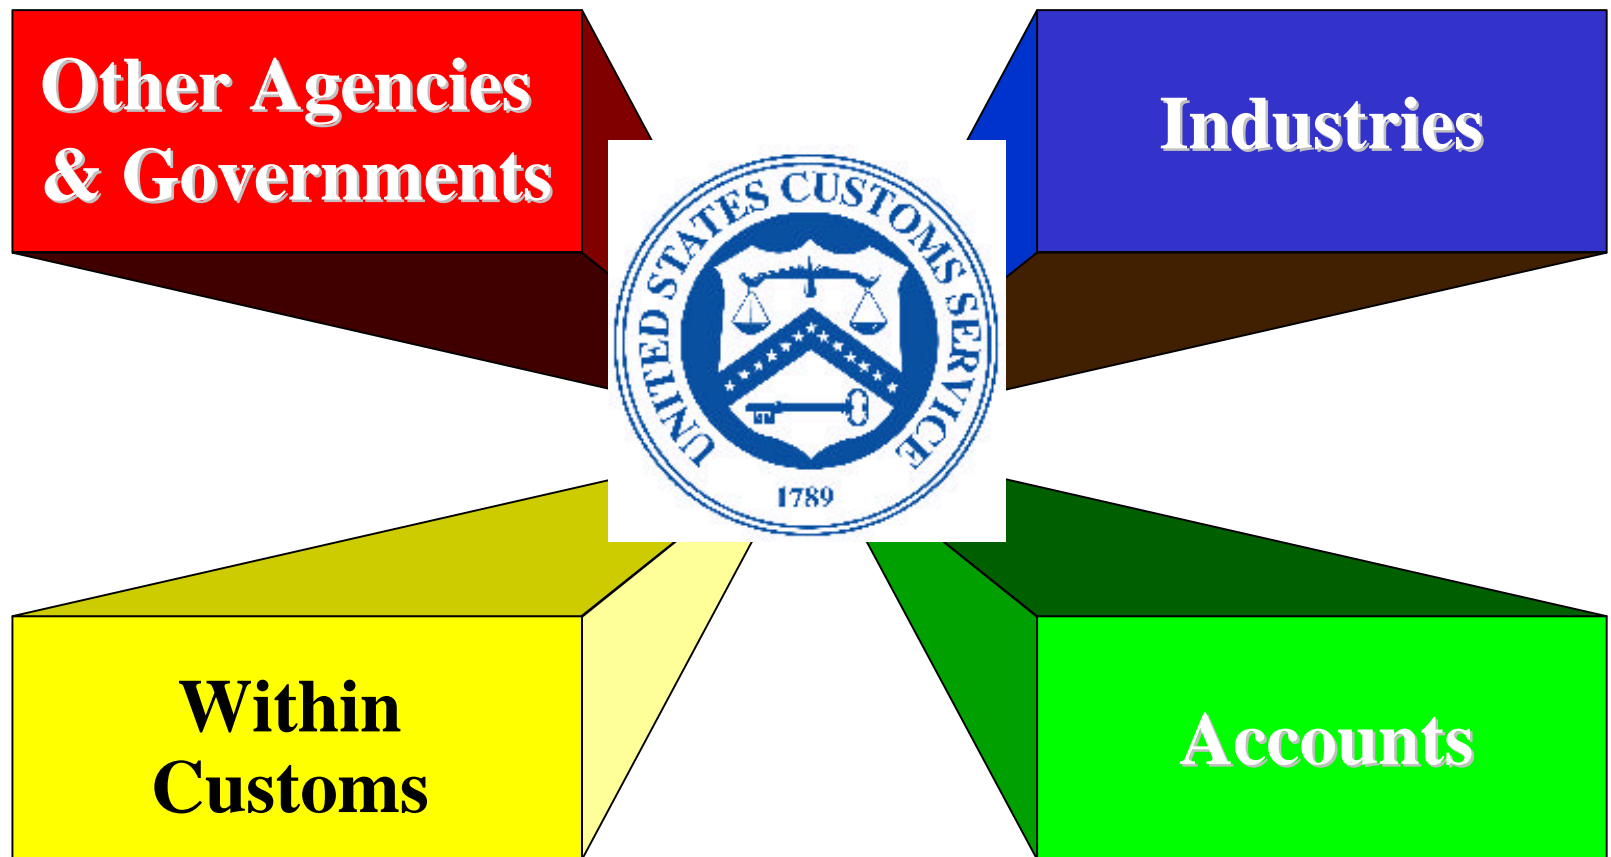 Other Agencies
& Governments
Industries
UNITED STATES CUSTOMS SERVICE
1789
Within
Customs
Accounts